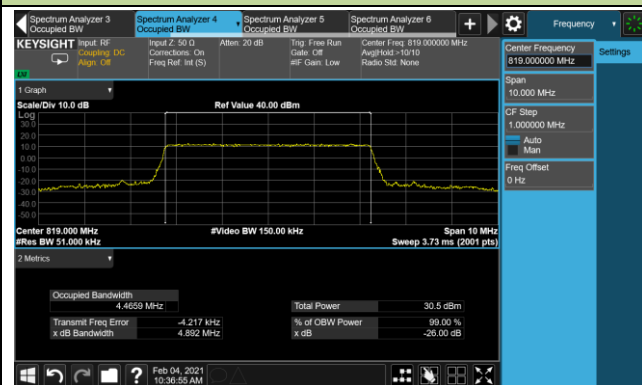 Spectrum Analyzer 3
Occupied BW
Spectrum Analyzer 4
Occupied BW
Spectrum Analyzer 5
Occupied BW
Spectrum Analyzer 6
Occupied BW
+
Frequency
KEYSIGHT
Input: RF
Coupling: DC
Align: Off
Input Z: 50 Ω
Corrections: On
Freq Ref: Int (S)
Atten: 20 dB
Trig: Free Run
Gate: Off
#IF Gain: Low
Center Freq: 819.000000 MHz
Avg|Hold:>10/10
Radio Std: None
LXI
Center Frequency
819.000000 MHz
Settings
Span
10.000 MHz
CF Step
1.000000 MHz
Auto
Man
Freq Offset
0 Hz
1 Graph
Scale/Div 10.0 dB
Ref Value 40.00 dBm
Log
30.0
20.0
10.0
0.00
-10.0
-20.0
-30.0
-40.0
-50.0
Center 819.000 MHz
#Video BW 150.00 kHz
Span 10 MHz
#Res BW 51.000 kHz
Sweep 3.73 ms (2001 pts)
2 Metrics
Occupied Bandwidth
4.4659 MHz
Total Power 30.5 dBm
Transmit Freq Error -4.217 kHz
% of OBW Power 99.00 %
x dB Bandwidth 4.892 MHz
x dB -26.00 dB
?
Feb 04, 2021
10:36:55 AM